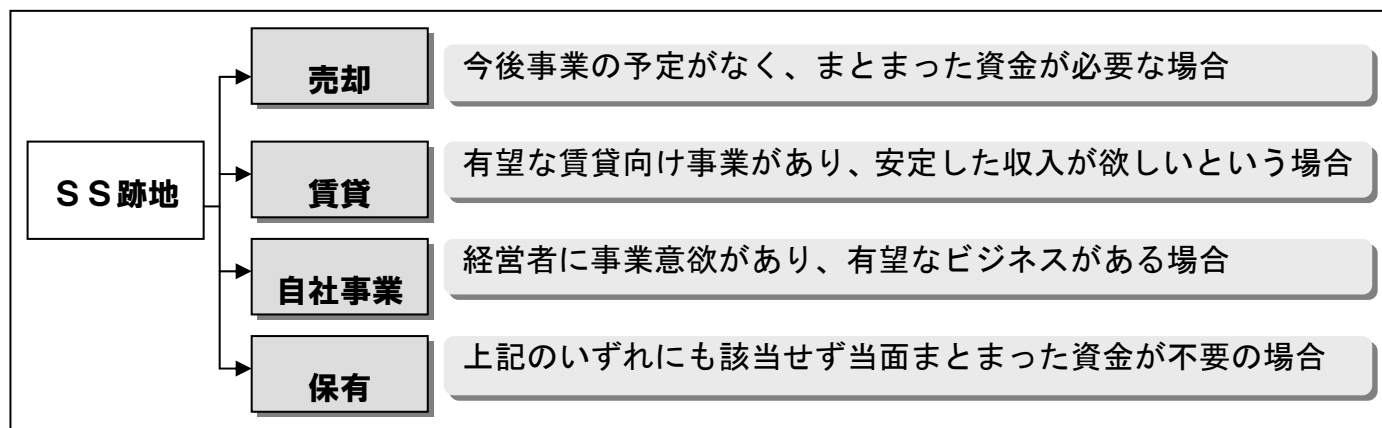 売却
今後事業の予定がなく、まとまった資金が必要な場合
ＳＳ跡地
賃貸
有望な賃貸向け事業があり、安定した収入が欲しいという場合
自社事業
経営者に事業意欲があり、有望なビジネスがある場合
保有
上記のいずれにも該当せず当面まとまった資金が不要の場合